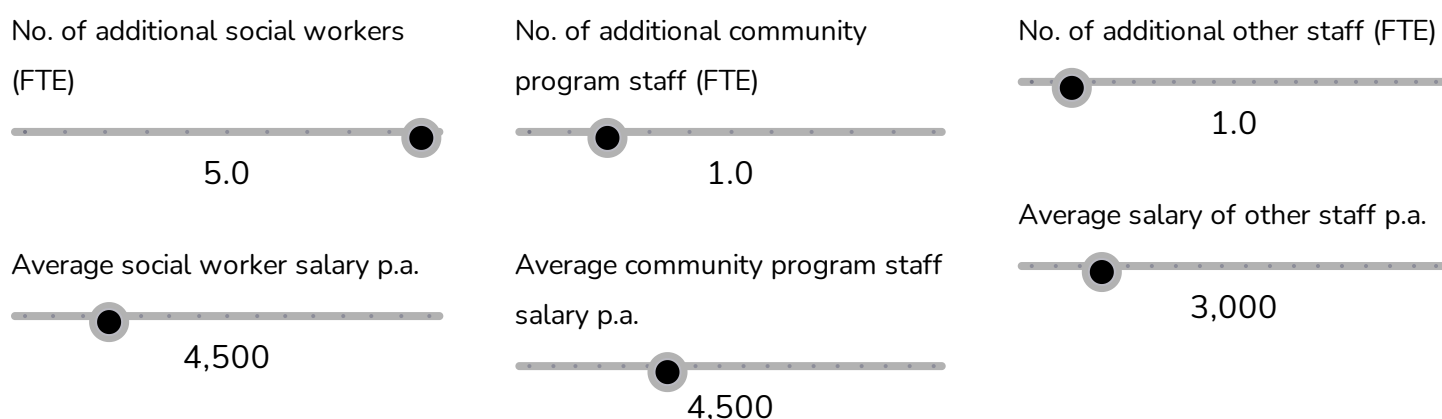 No. of additional social workers
(FTE)
5.0
Average social worker salary p.a.
4,500
No. of additional community
program staff (FTE)
1.0
Average community program staff
salary p.a.
4,500
No. of additional other staff (FTE)
1.0
Average salary of other staff p.a.
3,000